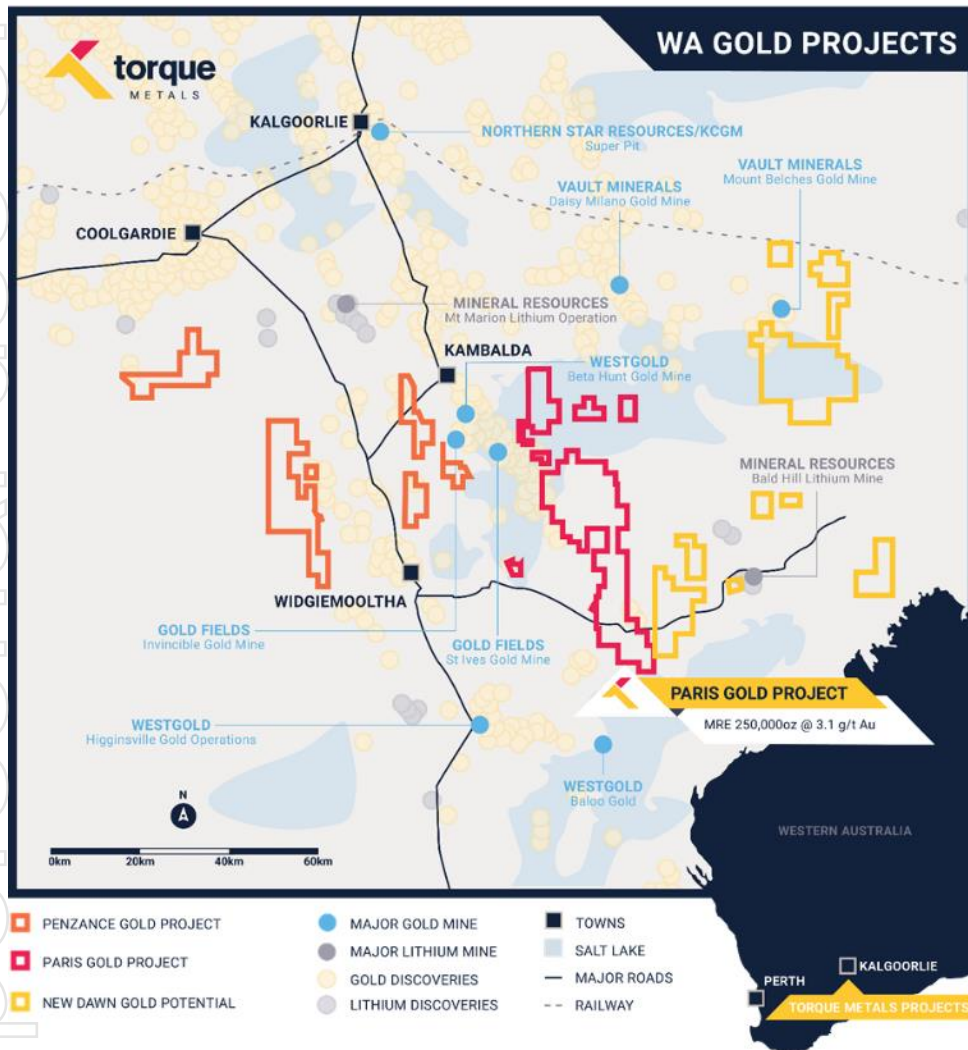 WA GOLD PROJECTS
torque
METALS
KALGOORLIE
NORTHERN STAR RESOURCES/KCGM
Super Pit
VAULT MINERALS
Mount Belches Gold Mine
VAULT MINERALS
Daisy Milano Gold Mine
COOLGARDIE
MINERAL RESOURCES
Mt Marion Lithium Operation
KAMBALDA
WESTGOLD
Beta Hunt Gold Mine
MINERAL RESOURCES
Bald Hill Lithium Mine
WIDGIEMOOLTHA
GOLD FIELDS
Invincible Gold Mine
GOLD FIELDS
St Ives Gold Mine
PARIS GOLD PROJECT
MRE 250,000oz @ 3.1 g/t Au
WESTGOLD
Higginsville Gold Operations
WESTGOLD
Baloo Gold
N
A
0km 20km 40km 60km
WESTERN AUSTRALIA
PENZANCE GOLD PROJECT
PARIS GOLD PROJECT
NEW DAWN GOLD POTENTIAL
MAJOR GOLD MINE
MAJOR LITHIUM MINE
GOLD DISCOVERIES
LITHIUM DISCOVERIES
TOWNS
SALT LAKE
MAJOR ROADS
RAILWAY
KALGOORLIE
PERTH
TORQUE METALS PROJECTS